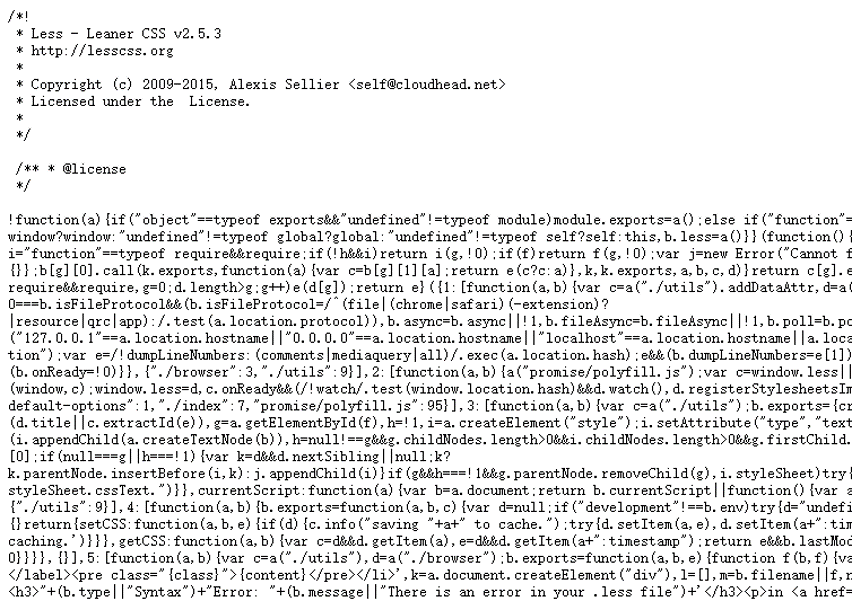 /*!
 * Less - Leaner CSS v2.5.3
 * http://lesscss.org
 *
 * Copyright (c) 2009-2015, Alexis Sellier <self@cloudhead.net>
 * Licensed under the  License.
 *
 */

 /** * @license
 */

!function(a){if("object"==typeof exports&&"undefined"!=typeof module)module.exports=a();else if("function"=
window?window:"undefined"!=typeof global?global:"undefined"!=typeof self?self:this,b.less=a()}}(function(){
i="function"==typeof require&&require;if(!h&&i)return i(g,!0);if(f)return f(g,!0);var j=new Error("Cannot f
{}};b[g][0].call(k.exports,function(a){var c=b[g][1][a];return e(c?c:a)},k,k.exports,a,b,c,d)}return c[g].e
require&&require,g=0;d.length>g;g++)e(d[g]);return e}({1:[function(a,b){var c=a("./utils").addDataAttr,d=a(
0===b.isFileProtocol&&(b.isFileProtocol=/^(file|(chrome|safari)(-extension)?
|resource|qrc|app):/.test(a.location.protocol)),b.async=b.async||!1,b.fileAsync=b.fileAsync||!1,b.poll=b.po
("127.0.0.1"==a.location.hostname||"0.0.0.0"==a.location.hostname||"localhost"==a.location.hostname||a.loca
tion");var e=/!dumpLineNumbers:(comments|mediaquery|all)/.exec(a.location.hash);e&&(b.dumpLineNumbers=e[1])
(b.onReady=!0)}},{"./browser":3,"./utils":9}],2:[function(a,b){a("promise/polyfill.js");var c=window.less||
(window,c);window.less=d,c.onReady&&(/!watch/.test(window.location.hash)&&d.watch(),d.registerStylesheetsIm
default-options":1,"./index":7,"promise/polyfill.js":95}],3:[function(a,b){var c=a("./utils");b.exports={cr
(d.title||c.extractId(e)),g=a.getElementById(f),h=!1,i=a.createElement("style");i.setAttribute("type","text
(i.appendChild(a.createTextNode(b)),h=null!==g&&g.childNodes.length>0&&i.childNodes.length>0&&g.firstChild.
[0];if(null===g||h===!1){var k=d&&d.nextSibling||null;k?
k.parentNode.insertBefore(i,k):j.appendChild(i)}if(g&&h===!1&&g.parentNode.removeChild(g),i.styleSheet)try{
styleSheet.cssText.")}},currentScript:function(a){var b=a.document;return b.currentScript||function(){var a
{"./utils":9}],4:[function(a,b){b.exports=function(a,b,c){var d=null;if("development"!==b.env)try{d="undefi
{}return{setCSS:function(a,b,e){if(d){c.info("saving "+a+" to cache.");try{d.setItem(a,e),d.setItem(a+":tim
caching.')}}}},getCSS:function(a,b){var c=d&&d.getItem(a),e=d&&d.getItem(a+":timestamp");return e&&b.lastMod
0}}}},{}],5:[function(a,b){var c=a("./utils"),d=a("./browser");b.exports=function(a,b,e){function f(b,f){va
</label><pre class="{class}">{content}</pre></li>',k=a.document.createElement("div"),l=[],m=b.filename||f,n
<h3>"+(b.type||"Syntax")+"Error: "+(b.message||"There is an error in your .less file")+'</h3><p>in <a href=